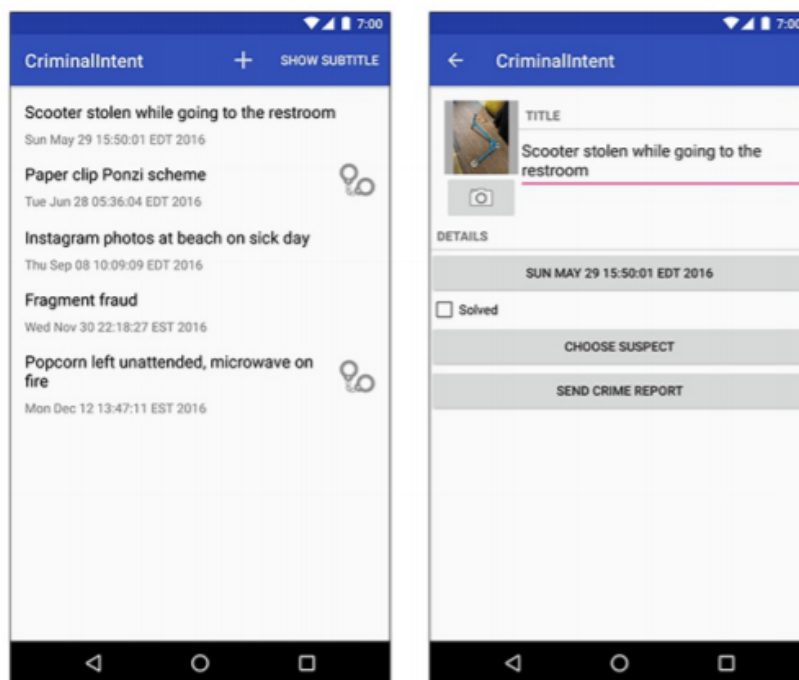 7:00
CriminalIntent
SHOW SUBTITLE
Scooter stolen while going to the restroom
Sun May 29 15:50:01 EDT 2016
Paper clip Ponzi scheme
Tue Jun 28 05:36:04 EDT 2016
Instagram photos at beach on sick day
Thu Sep 08 10:09:09 EDT 2016
Fragment fraud
Wed Nov 30 22:18:27 EST 2016
Popcorn left unattended, microwave on
fire
Mon Dec 12 13:47:11 EST 2016
7:00
CriminalIntent
TITLE
Scooter stolen while going to the
restroom
DETAILS
SUN MAY 29 15:50:01 EDT 2016
Solved
CHOOSE SUSPECT
SEND CRIME REPORT